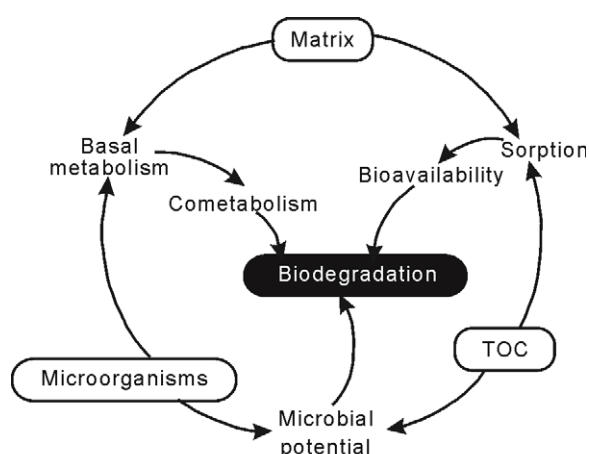 Matrix
Basal
metabolism
Sorption
Bioavailability
Cometabolism
Biodegradation
TOC
Microorganisms
Microbial
potential